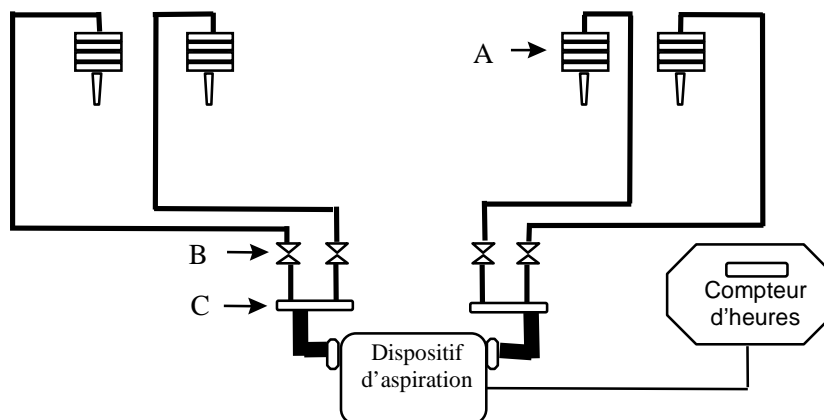 A
B
C
Compteur
d'heures
Dispositif
d'aspiration